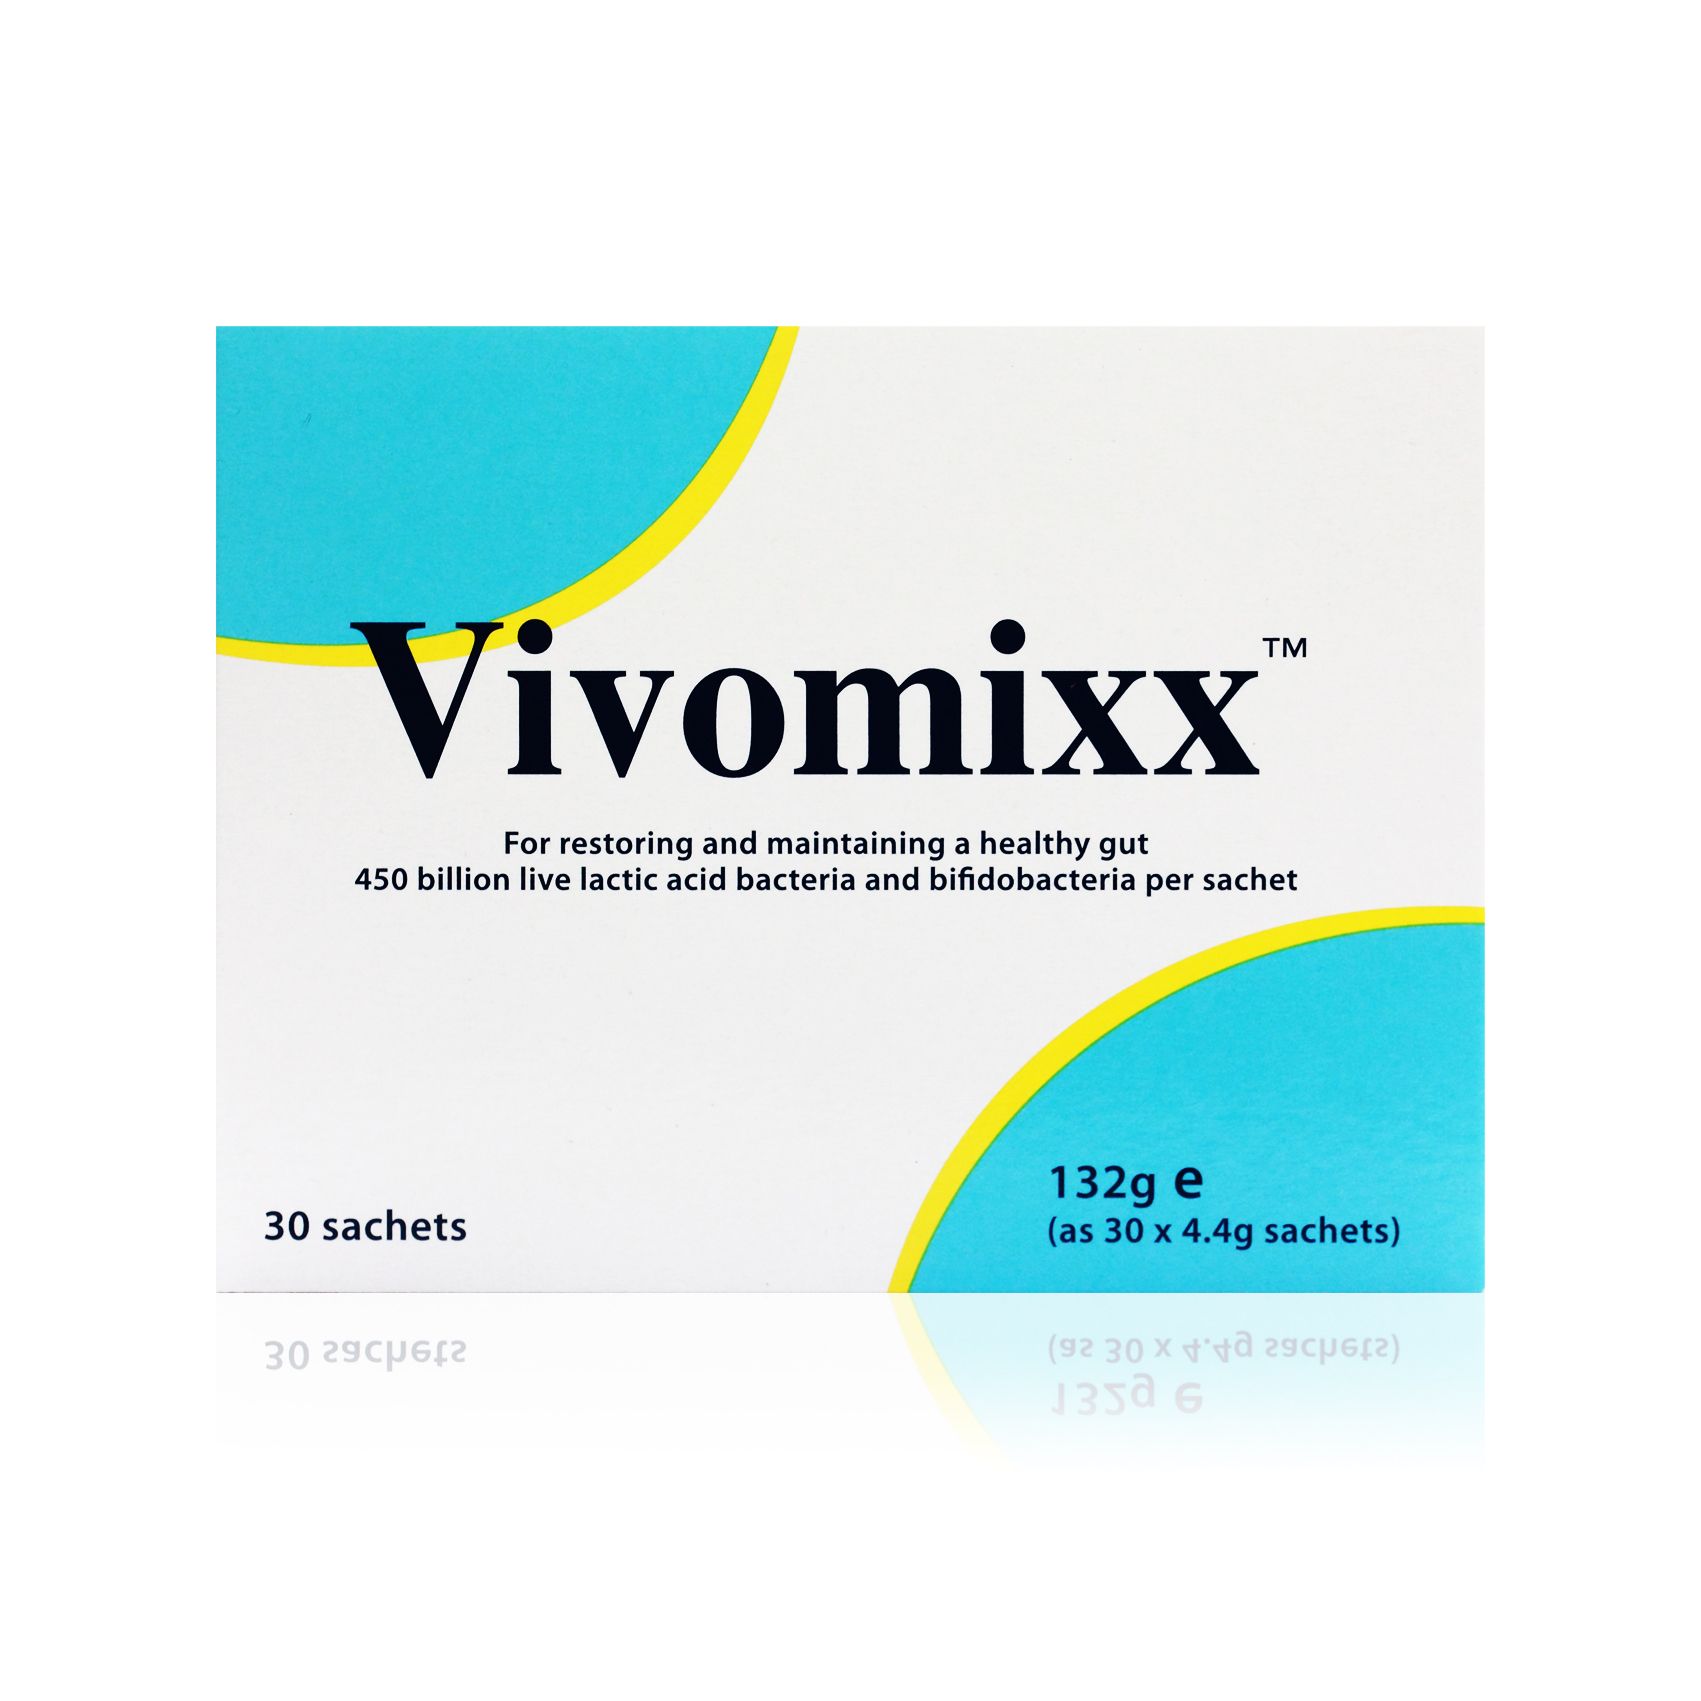 Vivomixx™
For restoring and maintaining a healthy gut
450 billion live lactic acid bacteria and bifidobacteria per sachet
30 sachets
132g e
(as 30 x 4.4g sachets)